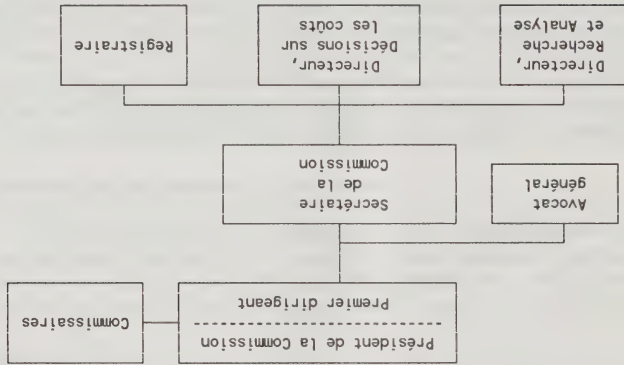 Président de la Commission
Premier dirigeant
Commissaires
Avocat
général
Secrétaire
de la
Commission
Directeur,
Recherche
et Analyse
Directeur,
Décisions sur
les coûts
Registraire